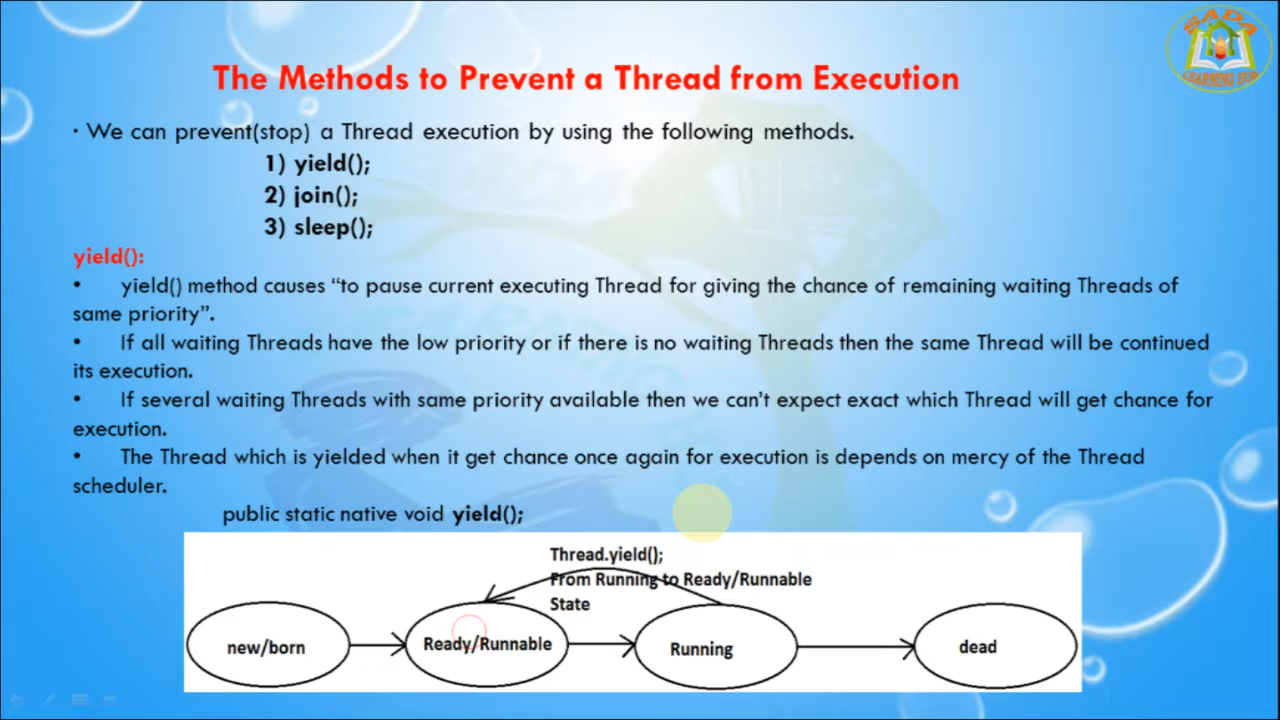 SADA
LEARNING HUB
The Methods to Prevent a Thread from Execution
• We can prevent(stop) a Thread execution by using the following methods.
1) yield();
2) join();
3) sleep();
yield():
• yield() method causes “to pause current executing Thread for giving the chance of remaining waiting Threads of
same priority”.
• If all waiting Threads have the low priority or if there is no waiting Threads then the same Thread will be continued
its execution.
• If several waiting Threads with same priority available then we can’t expect exact which Thread will get chance for
execution.
• The Thread which is yielded when it get chance once again for execution is depends on mercy of the Thread
scheduler.
public static native void yield();
Thread.yield();
From Running to Ready/Runnable
State
new/born
Ready/Runnable
Running
dead